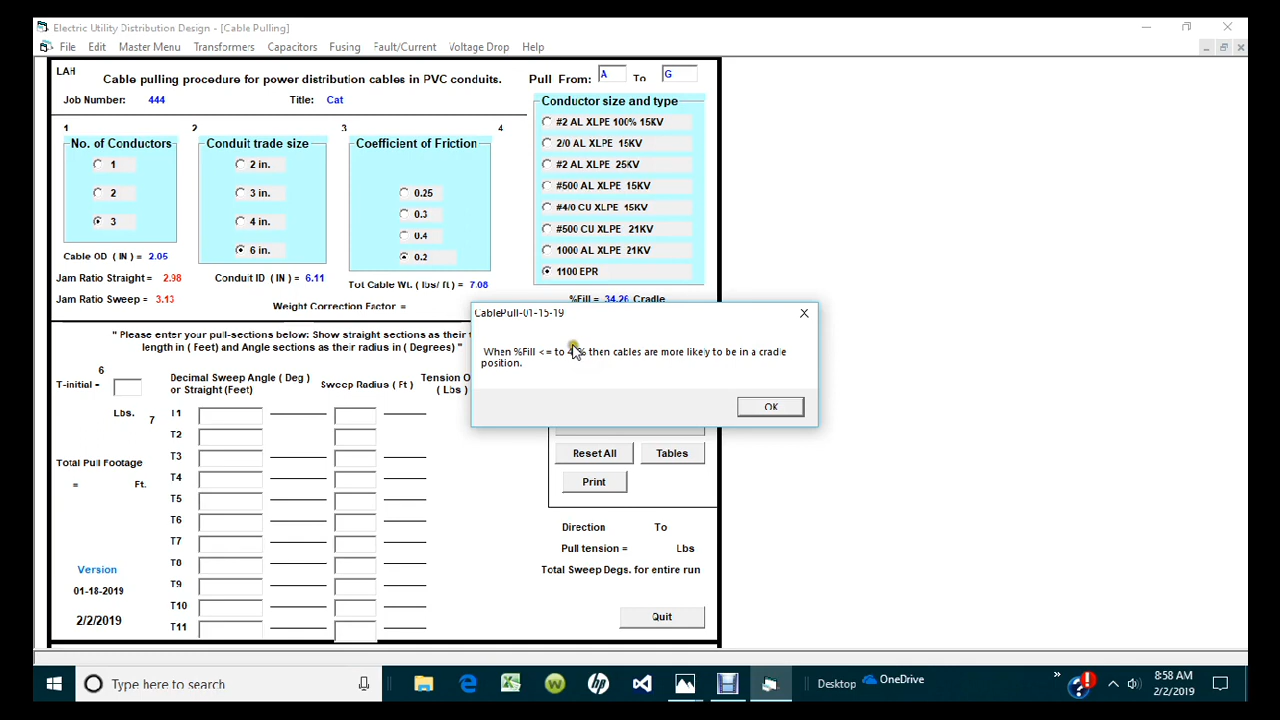 Electric Utility Distribution Design - [Cable Pulling]
File Edit Master Menu Transformers Capacitors Fusing Fault/Current Voltage Drop Help
LAH
Cable pulling procedure for power distribution cables in PVC conduits.
Pull From: A To G
Job Number: 444 Title: Cat
1 2 3 4
No. of Conductors
1
2
3
Cable OD ( IN ) = 2.05
Jam Ratio Straight = 2.98
Jam Ratio Sweep = 3.13
Conduit trade size
2 in.
3 in.
4 in.
6 in.
Conduit ID ( IN ) = 6.11
Coefficient of Friction
0.25
0.3
0.4
0.2
Tot Cable Wt. ( lbs/ ft ) = 7.08
Weight Correction Factor =
Conductor size and type
#2 AL XLPE 100% 15KV
2/0 AL XLPE 15KV
#2 AL XLPE 25KV
#500 AL XLPE 15KV
#4/0 CU XLPE 15KV
#500 CU XLPE 21KV
1000 AL XLPE 21KV
1100 EPR
%Fill = 34.26 Cradle
CablePull-01-15-19
When %Fill <= to % then cables are more likely to be in a cradle
position.
OK
" Please enter your pull-sections below: Show straight sections as their
length in ( Feet) and Angle sections as their radius in ( Degrees) "
6
T-initial =
Lbs.
7
Decimal Sweep Angle ( Deg )
or Straight (Feet)
Sweep Radius ( Ft )
Tension
( Lbs )
T1
T2
T3
T4
T5
T6
T7
T8
T9
T10
T11
Total Pull Footage
= Ft.
Version
01-18-2019
2/2/2019
Reset All Tables
Print
Direction To
Pull tension = Lbs
Total Sweep Degs. for entire run
Quit
Type here to search
Desktop
OneDrive
8:58 AM
2/2/2019